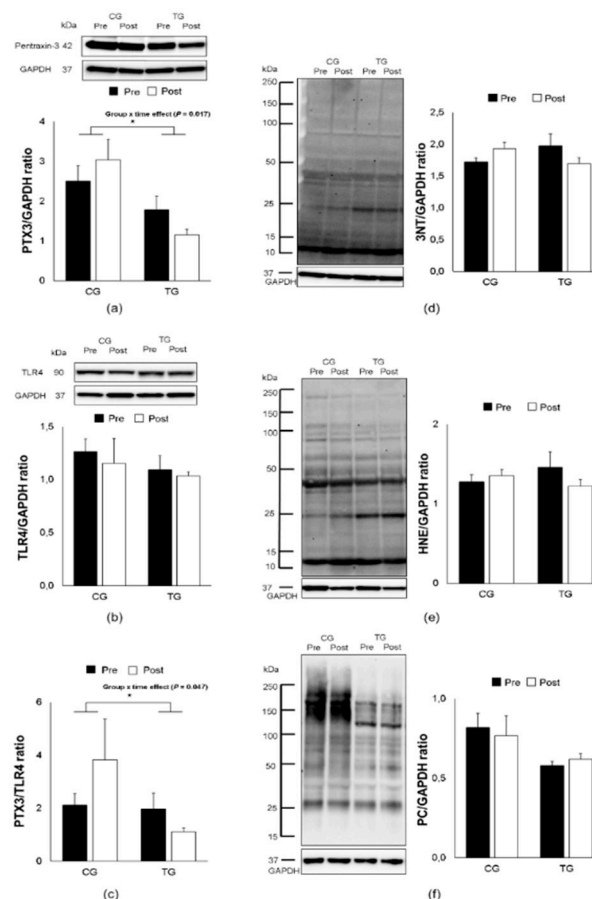 CG TG
kDa Pre Post Pre Post
Pentraxin-3 42
GAPDH 37
Pre Post
Group x time effect (P = 0.017)
*
PTX3/GAPDH ratio
4
3
2
1
0
CG TG
(a)
CG TG
kDa Pre Post Pre Post
TLR4 90
GAPDH 37
Pre Post
TLR4/GAPDH ratio
1,5
1,0
0,5
0,0
CG TG
(b)
Pre Post
Group x time effect (P = 0.047)
*
PTX3/TLR4 ratio
6
4
2
0
CG TG
(c)
CG TG
kDa Pre Post Pre Post
250
150
100
50
25
15
10
37
GAPDH
Pre Post
3NT/GAPDH ratio
2,5
2,0
1,5
1,0
0,5
0,0
CG TG
(d)
CG TG
kDa Pre Post Pre Post
250
150
100
50
25
15
10
37
GAPDH
Pre Post
HNE/GAPDH ratio
2
1
0
CG TG
(e)
CG TG
kDa Pre Post Pre Post
250
150
100
50
25
15
37
GAPDH
Pre Post
PC/GAPDH ratio
1,0
0,5
0,0
CG TG
(f)